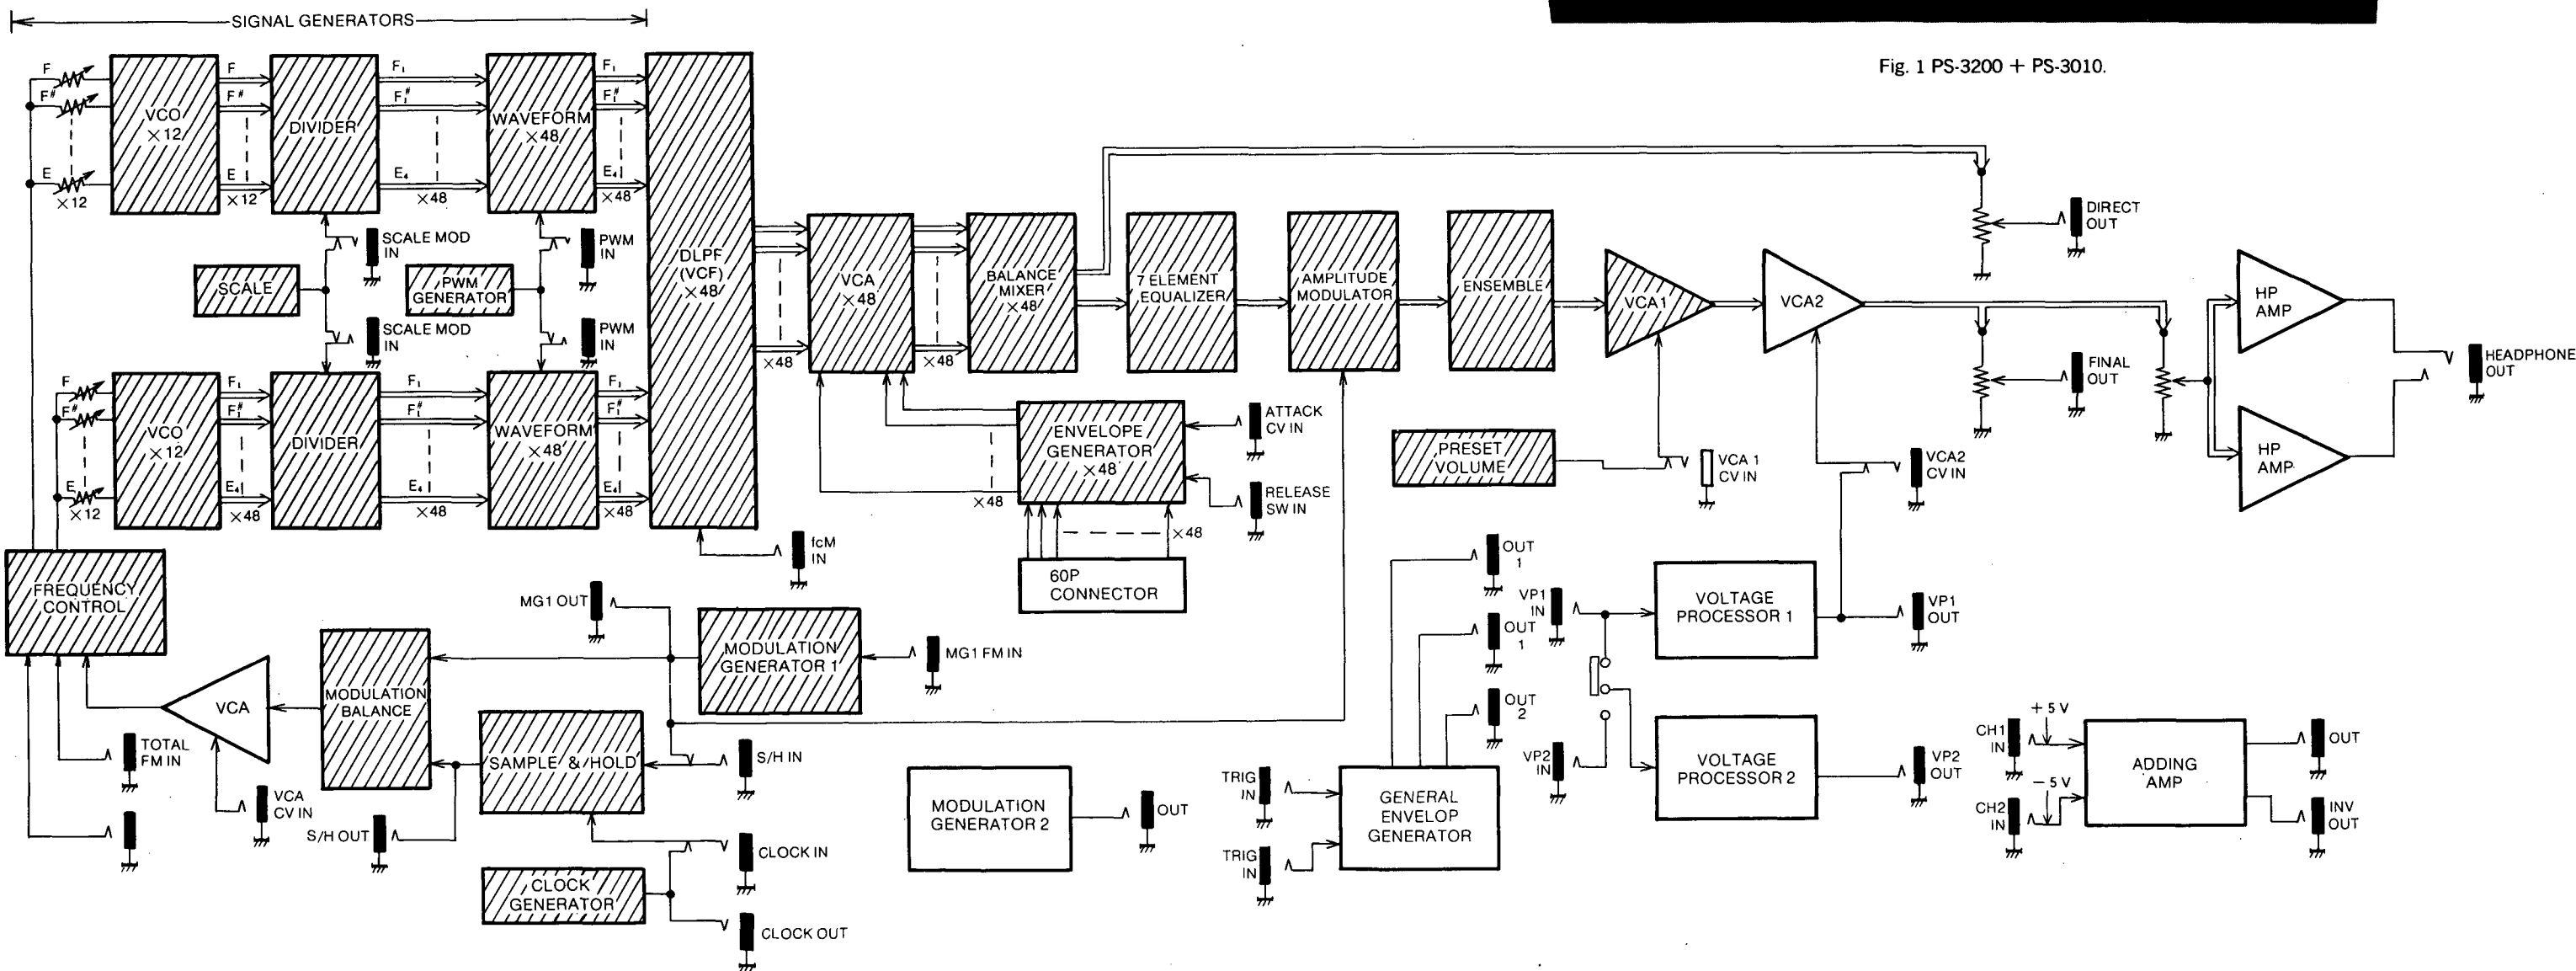 SIGNAL GENERATORS
Fig. 1 PS-3200 + PS-3010.
F
F#
E
×12
VCO
×12
F
F#
E
×12
DIVIDER
F1
F1#
E4
×48
WAVEFORM
×48
F1
F1#
E4
×48
SCALE
SCALE MOD
IN
SCALE MOD
IN
PWM
GENERATOR
PWM
IN
PWM
IN
F
F#
E
×12
VCO
×12
F1
F1#
E4
×48
DIVIDER
F1
F1#
E4
×48
WAVEFORM
×48
F1
F1#
E4
×48
DLPF
(VCF)
×48
×48
VCA
×48
×48
BALANCE
MIXER
×48
7 ELEMENT
EQUALIZER
AMPLITUDE
MODULATOR
ENSEMBLE
VCA1
VCA2
DIRECT
OUT
FINAL
OUT
HP
AMP
HP
AMP.
HEADPHONE
OUT
ENVELOPE
GENERATOR
×48
×48
ATTACK
CV IN
RELEASE
SW IN
×48
60P
CONNECTOR
fcM
IN
PRESET
VOLUME
VCA 1
CV IN
VCA2
CV IN
FREQUENCY
CONTROL
TOTAL
FM IN
VCA
VCA
CV IN
MODULATION
BALANCE
MG1 OUT
MODULATION
GENERATOR 1
MG1 FM IN
SAMPLE & HOLD
S/H IN
S/H OUT
CLOCK
GENERATOR
CLOCK IN
CLOCK OUT
MODULATION
GENERATOR 2
OUT
TRIG
IN
TRIG
IN
GENERAL
ENVELOP
GENERATOR
OUT
1
OUT
1
OUT
2
VP1
IN
VP2
IN
VOLTAGE
PROCESSOR 1
VP1
OUT
VOLTAGE
PROCESSOR 2
VP2
OUT
CH1
IN
+5V
CH2
IN
−5V
ADDING
AMP
OUT
INV
OUT